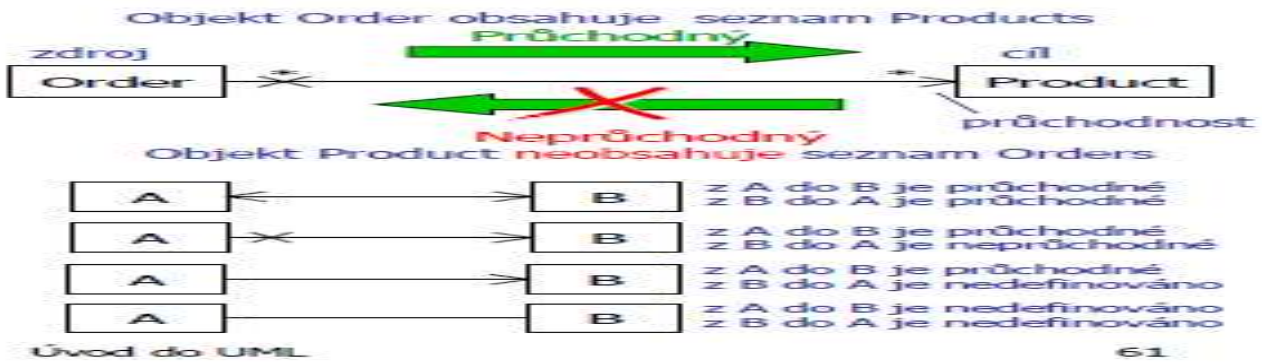 Objekt Order obsahuje seznam Products
Průchodný
zdroj cíl
Order * * Product
průchodnost
Neprůchodný
Objekt Product neobsahuje seznam Orders
A B z A do B je průchodné
z B do A je průchodné
A B z A do B je průchodné
z B do A je neprůchodné
A B z A do B je průchodné
z B do A je nedefinováno
A B z A do B je nedefinováno
z B do A je nedefinováno
Úvod do UML 61